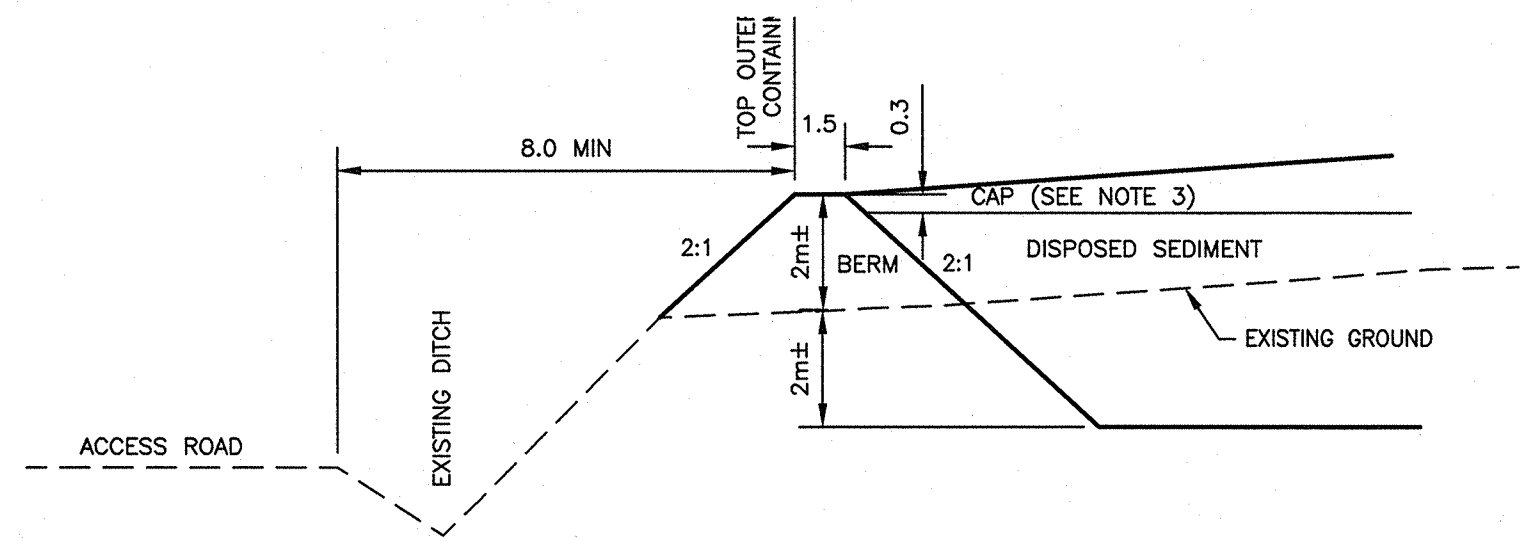 TOP
CONTAIN
1.5
0.3
8.0 MIN
CAP (SEE NOTE 3)
2:1
2m±
BERM
2:1
DISPOSED SEDIMENT
EXISTING DITCH
2m±
EXISTING GROUND
ACCESS ROAD